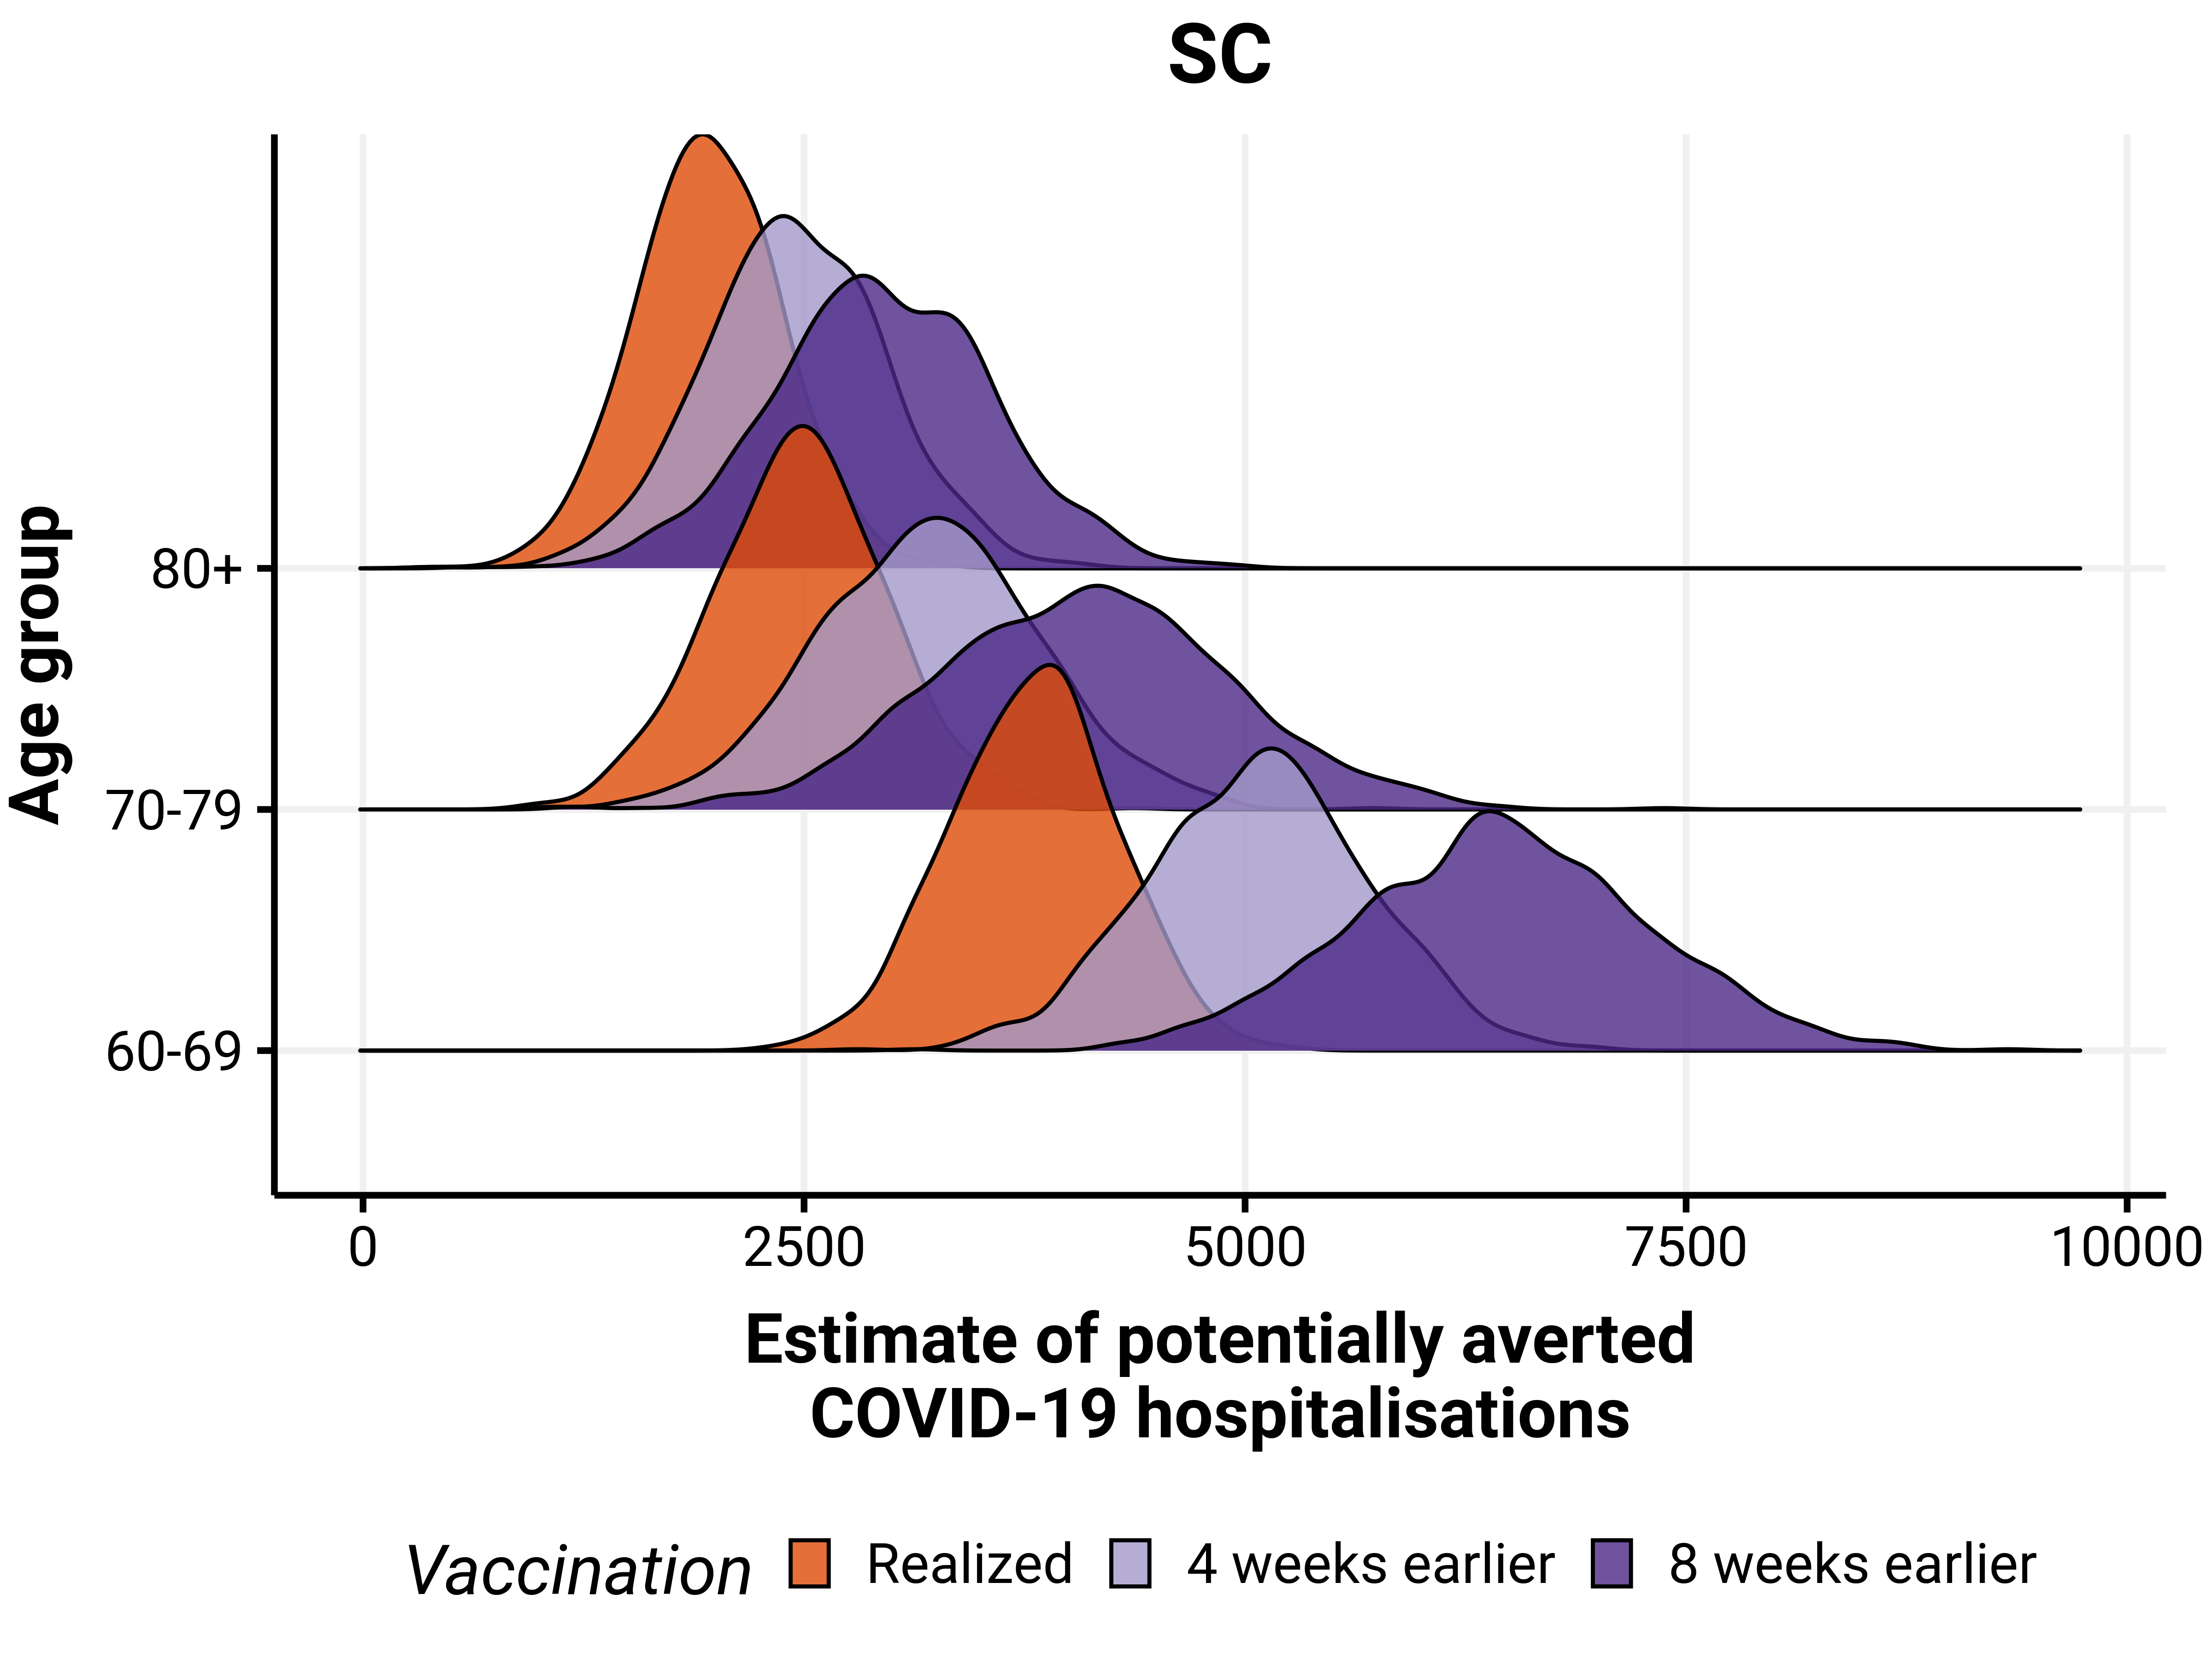 SC
Age group
80+
70-79
60-69
0 2500 5000 7500 10000
Estimate of potentially averted
COVID-19 hospitalisations
Vaccination Realized 4 weeks earlier 8 weeks earlier